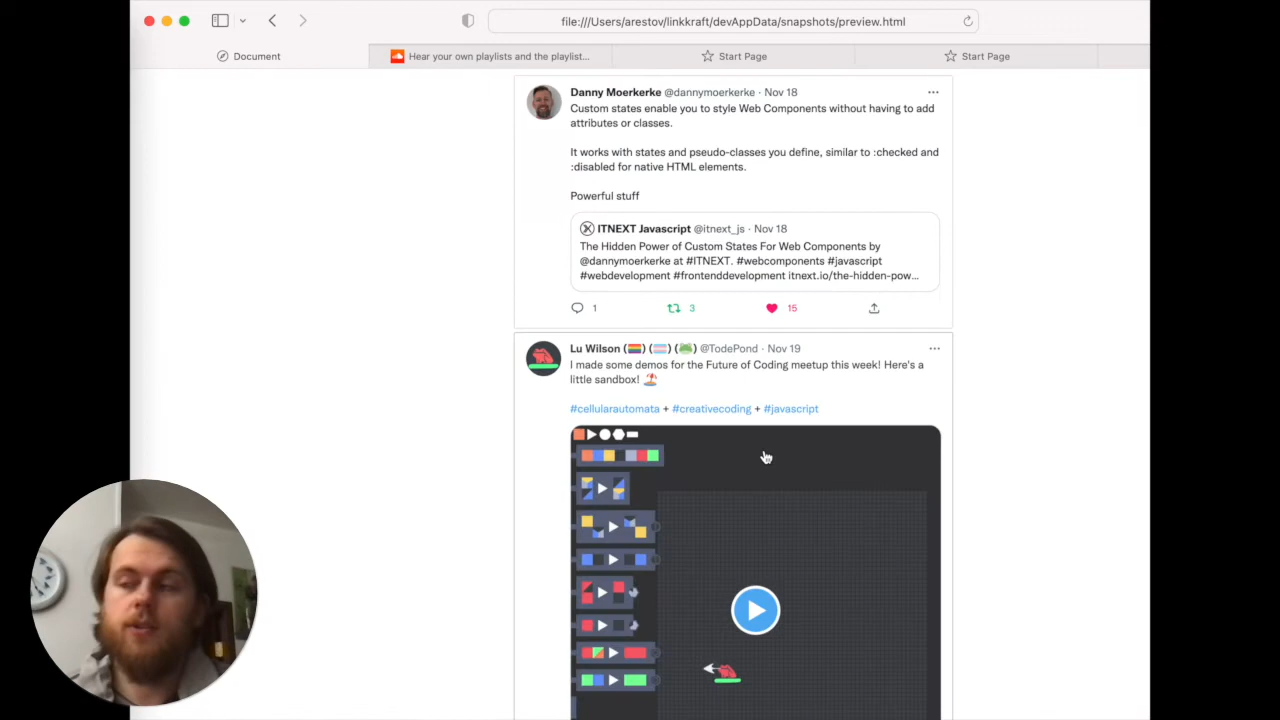 file:///Users/arestov/linkkraft/devAppData/snapshots/preview.html
Document
Hear your own playlists and the playlist...
Start Page
Start Page
Danny Moerkerke @dannymoerkerke · Nov 18
Custom states enable you to style Web Components without having to add
attributes or classes.
It works with states and pseudo-classes you define, similar to :checked and
:disabled for native HTML elements.
Powerful stuff
ITNEXT Javascript @itnext_js · Nov 18
The Hidden Power of Custom States For Web Components by
@dannymoerkerke at #ITNEXT. #webcomponents #javascript
#webdevelopment #frontenddevelopment itnext.io/the-hidden-pow...
1 3 15
Lu Wilson (🏳️‍🌈) (🏳️‍⚧️) (🐸) @TodePond · Nov 19
I made some demos for the Future of Coding meetup this week! Here's a
little sandbox! 🏖️
#cellularautomata + #creativecoding + #javascript